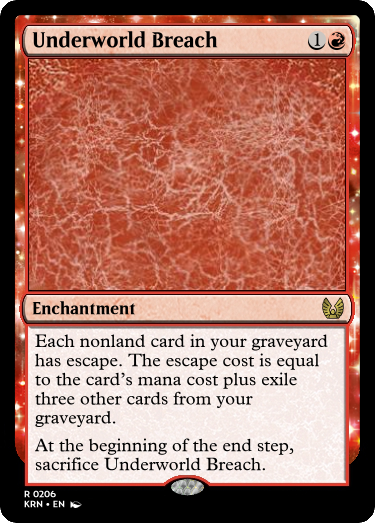 Underworld Breach 1
Enchantment
Each nonland card in your graveyard
has escape. The escape cost is equal
to the card's mana cost plus exile
three other cards from your
graveyard.
At the beginning of the end step,
sacrifice Underworld Breach.
R 0206
KRN • EN